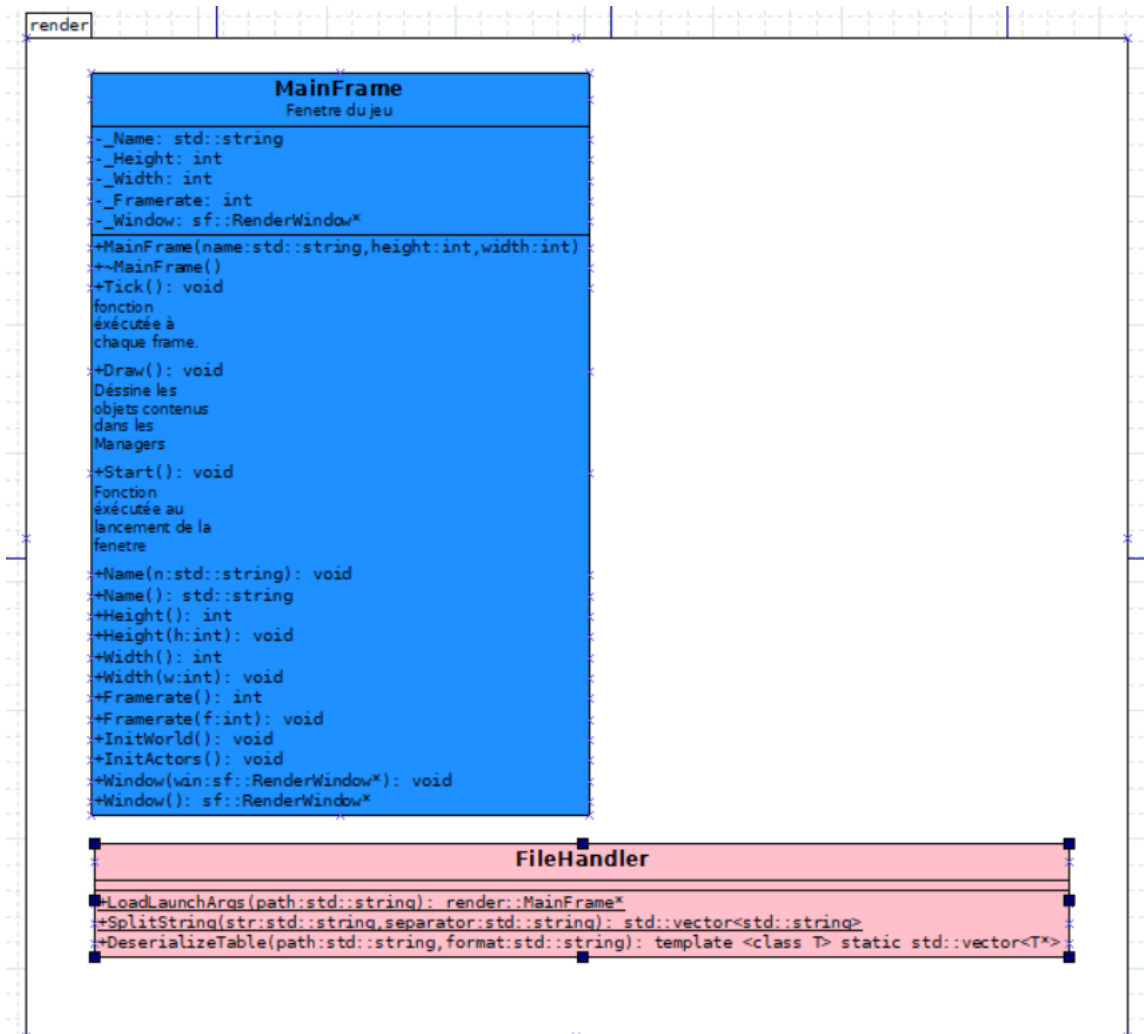 render
MainFrame
Fenetre du jeu
-_Name: std::string
-_Height: int
-_Width: int
-_Framerate: int
-_Window: sf::RenderWindow*
+MainFrame(name:std::string,height:int,width:int)
+~MainFrame()
+Tick(): void
fonction
éxécutée à
chaque frame.
+Draw(): void
Déssine les
objets contenus
dans les
Managers
+Start(): void
Fonction
éxécutée au
lancement de la
fenetre
+Name(n:std::string): void
+Name(): std::string
+Height(): int
+Height(h:int): void
+Width(): int
+Width(w:int): void
+Framerate(): int
+Framerate(f:int): void
+InitWorld(): void
+InitActors(): void
+Window(win:sf::RenderWindow*): void
+Window(): sf::RenderWindow*
FileHandler
+LoadLaunchArgs(path:std::string): render::MainFrame*
+SplitString(str:std::string,separator:std::string): std::vector<std::string>
+DeserializeTable(path:std::string,format:std::string): template <class T> static std::vector<T*>